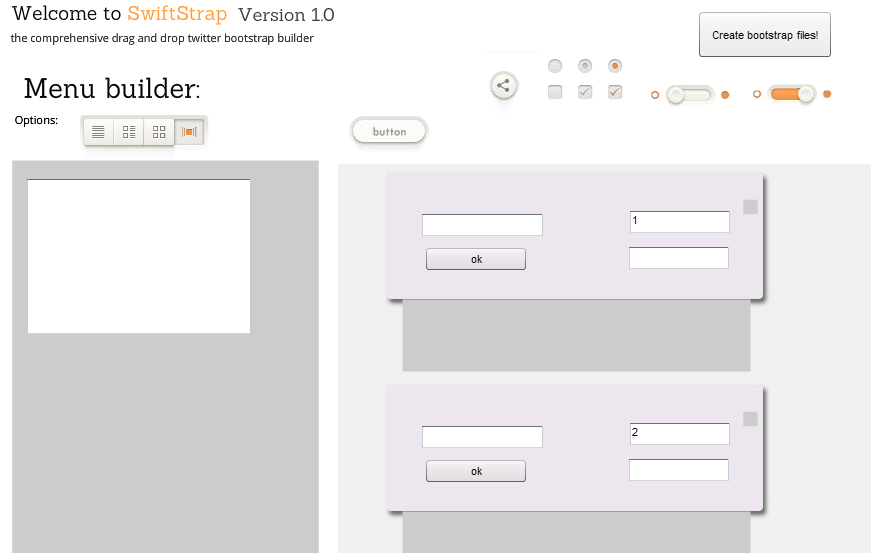 Welcome to SwiftStrap Version 1.0
the comprehensive drag and drop twitter bootstrap builder
Create bootstrap files!
Menu builder:
Options:
button
1
ok
2
ok